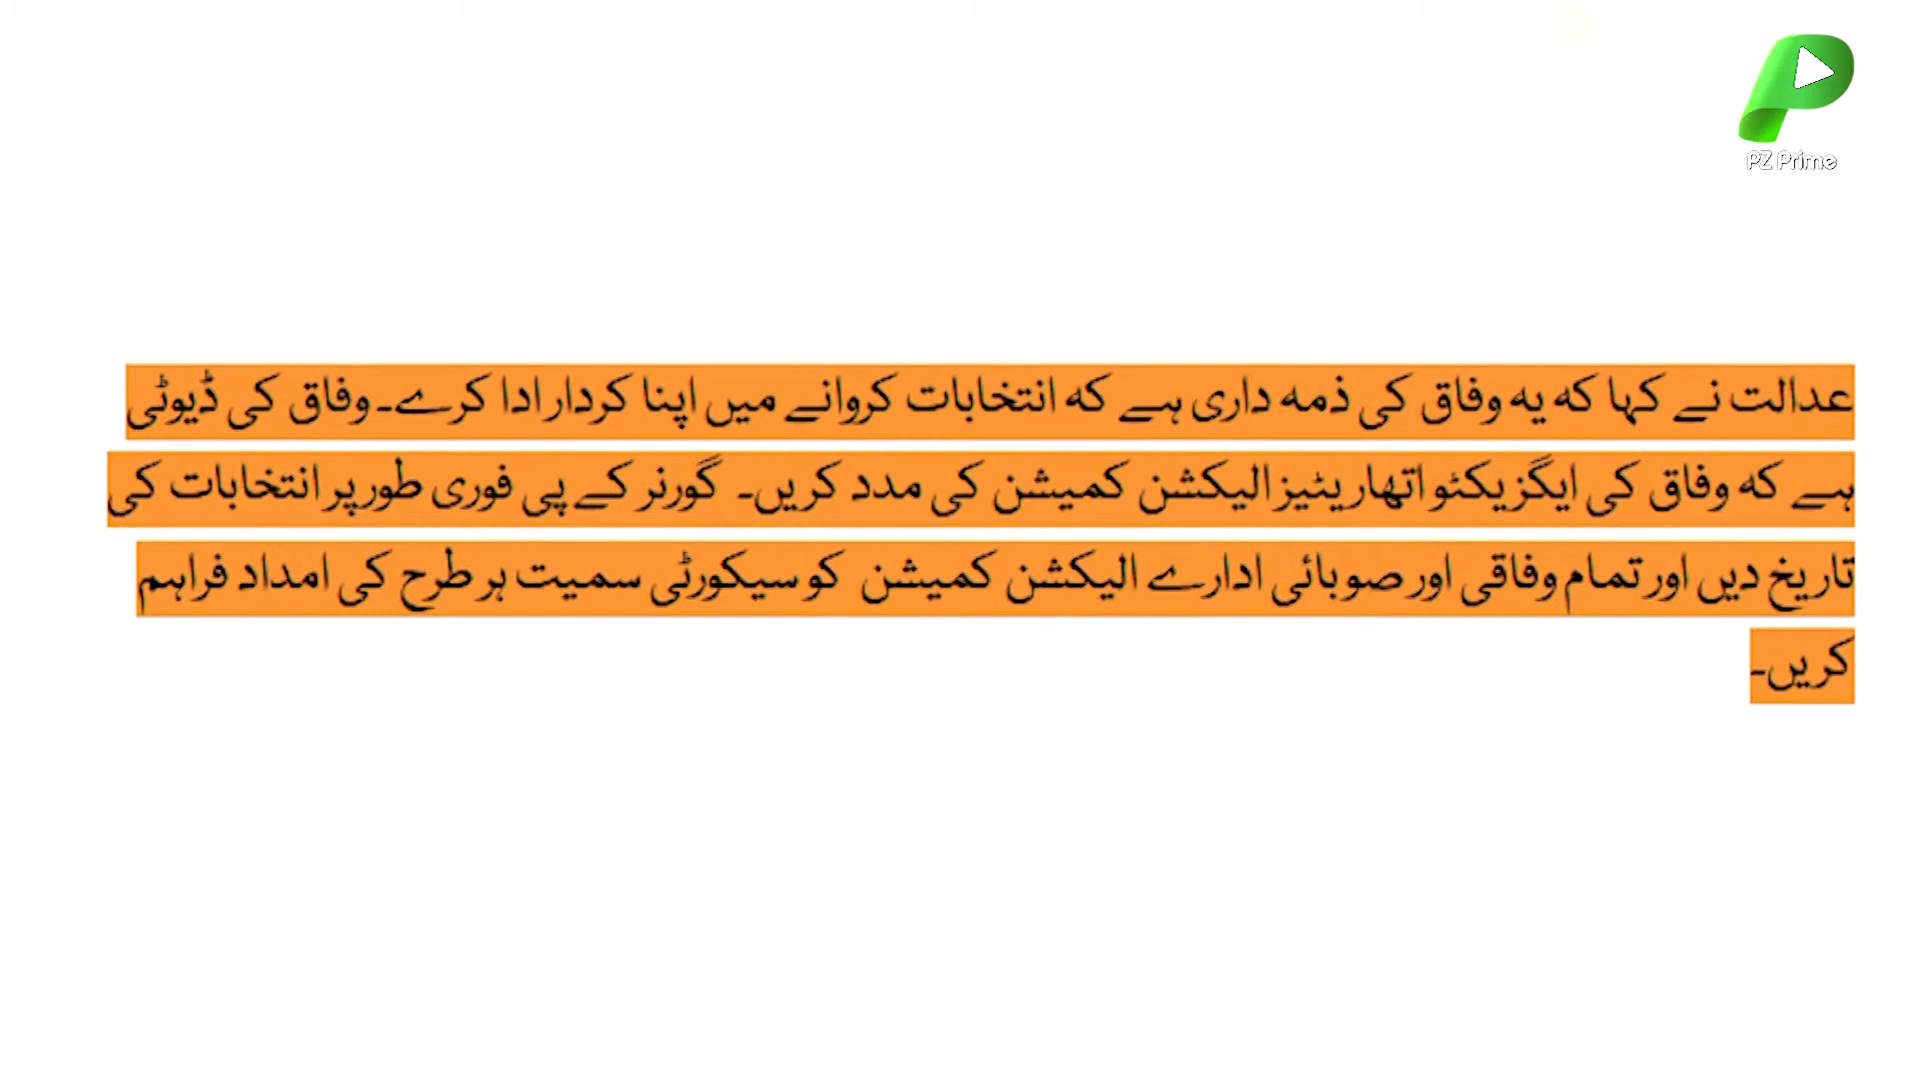 PZ Prime
عدالت نے کہا کہ یہ وفاق کی ذمہ داری ہے کہ انتخابات کروانے میں اپنا کردار ادا کرے۔ وفاق کی ڈیوٹی
ہے کہ وفاق کی ایگزیکٹو اتھاریٹیز الیکشن کمیشن کی مدد کریں۔ گورنر کے پی فوری طور پر انتخابات کی
تاریخ دیں اور تمام وفاقی اور صوبائی ادارے الیکشن کمیشن کو سیکورٹی سمیت ہر طرح کی امداد فراہم
کریں۔